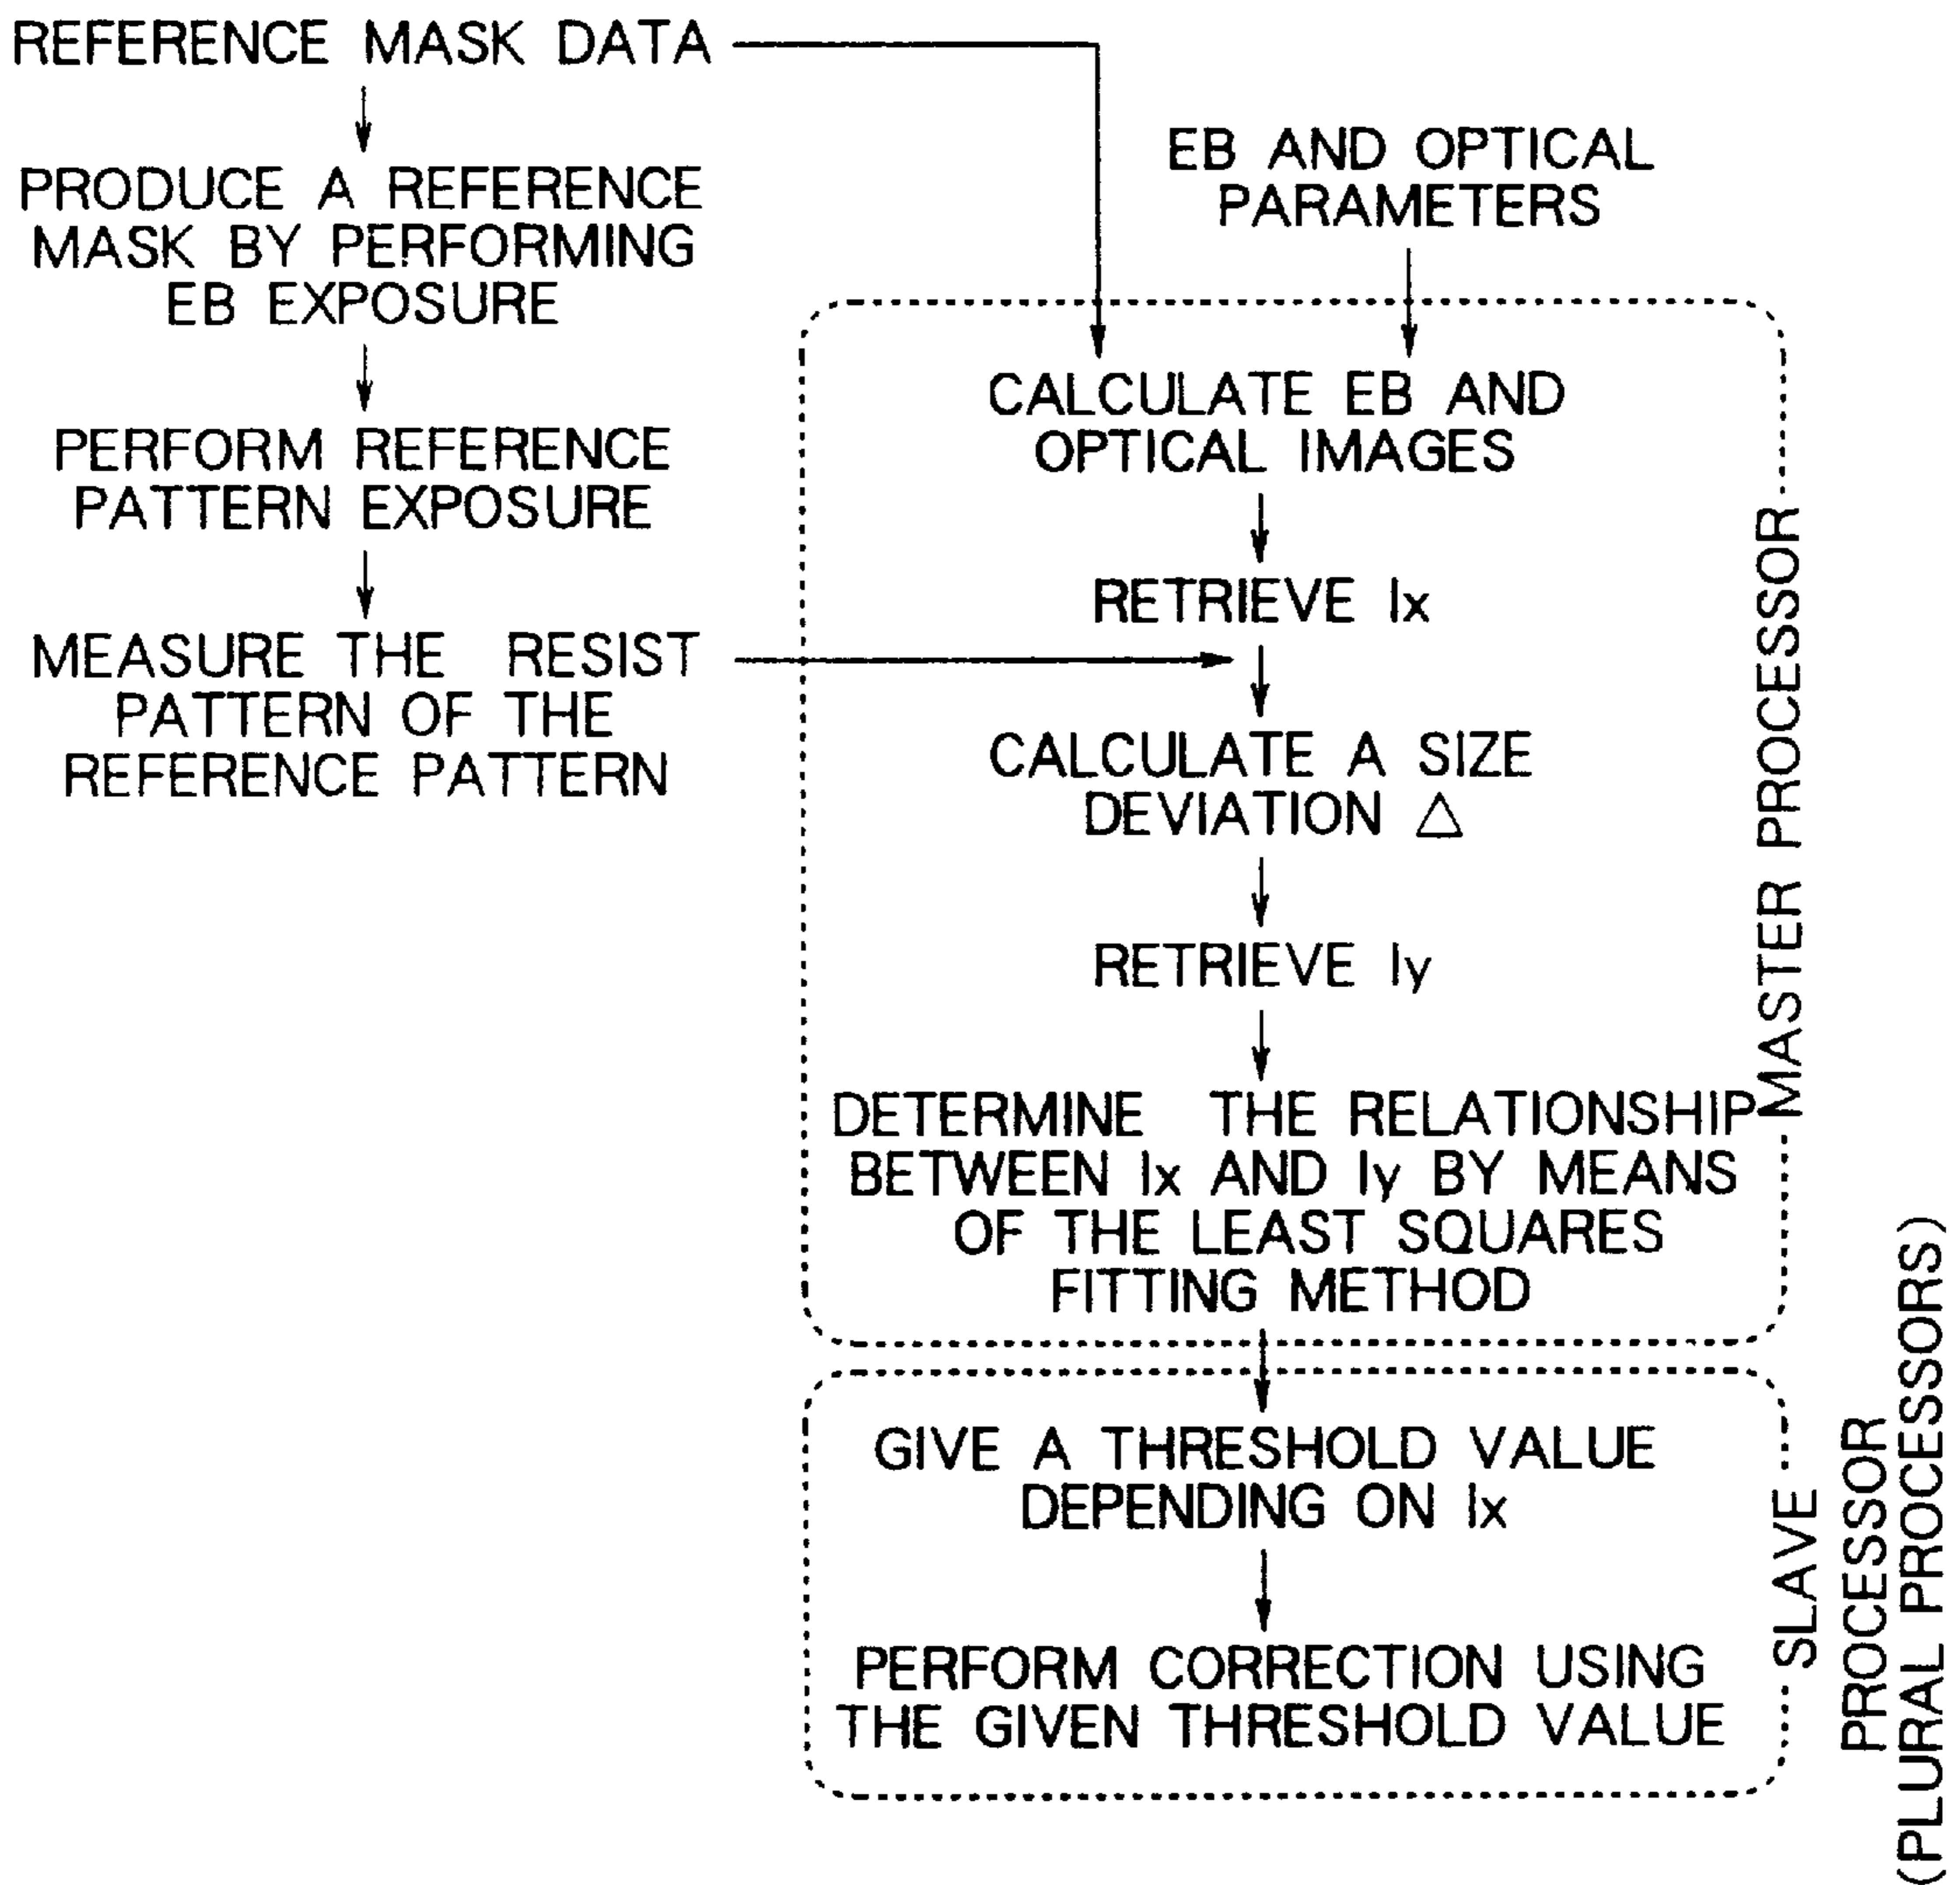 REFERENCE MASK DATA
PRODUCE A REFERENCE
MASK BY PERFORMING
EB EXPOSURE
PERFORM REFERENCE
PATTERN EXPOSURE
MEASURE THE RESIST
PATTERN OF THE
REFERENCE PATTERN
EB AND OPTICAL
PARAMETERS
CALCULATE EB AND
OPTICAL IMAGES
RETRIEVE Ix
CALCULATE A SIZE
DEVIATION △
RETRIEVE Iy
DETERMINE THE RELATIONSHIP
BETWEEN Ix AND Iy BY MEANS
OF THE LEAST SQUARES
FITTING METHOD
MASTER PROCESSOR
GIVE A THRESHOLD VALUE
DEPENDING ON Ix
PERFORM CORRECTION USING
THE GIVEN THRESHOLD VALUE
SLAVE
PROCESSOR
(PLURAL PROCESSORS)